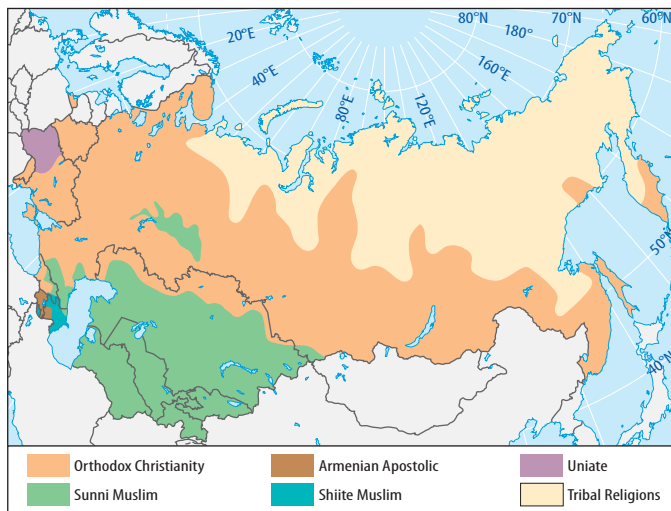 80°N
180°
70°N
60°N
20°E
160°E
40°E
80°E
120°E
50°N
40°N
Orthodox Christianity
Armenian Apostolic
Uniate
Sunni Muslim
Shiite Muslim
Tribal Religions